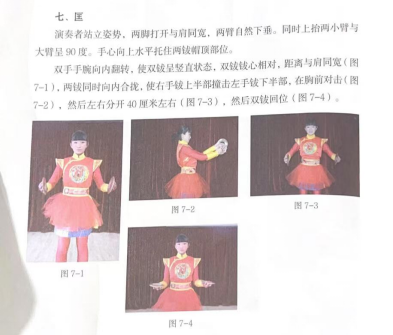 七、匡
演奏者站立姿势，两脚打开与肩同宽，两臂自然下垂。同时上抬两小臂与
大臂呈90度。手心向上水平托住两钹帽顶部位。
双手手腕向内翻转，使双钹呈竖直状态，双钹钹心相对，距离与肩同宽(图
7-1)，两钹同时向内合拢，使右手钹上半部撞击左手钹下半部，在胸前对击(图
7-2)，然后左右分开40厘米左右(图7-3)，然后双钹回位(图7-4)。
图7-1
图7-2
图7-3
图7-4